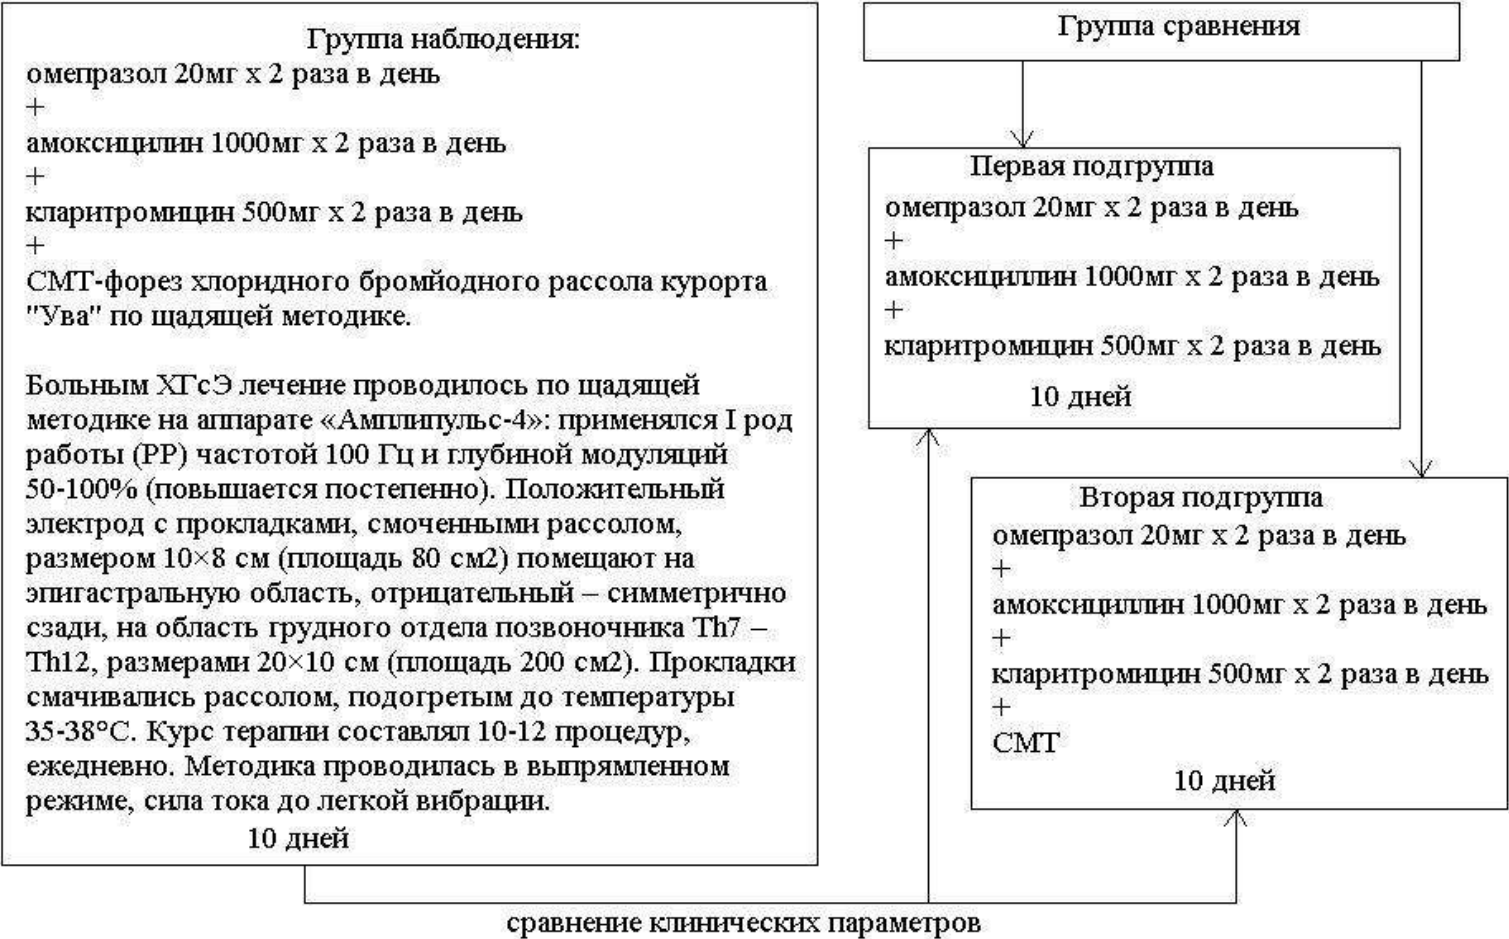 Группа наблюдения:
омепразол 20мг х 2 раза в день
+
амоксицилин 1000мг х 2 раза в день
+
кларитромицин 500мг х 2 раза в день
+
СМТ-форез хлоридного бромйодного рассола курорта
"Ува" по щадящей методике.
Больным ХГсЭ лечение проводилось по щадящей
методике на аппарате «Амплипульс-4»: применялся I род
работы (РР) частотой 100 Гц и глубиной модуляций
50-100% (повышается постепенно). Положительный
электрод с прокладками, смоченными рассолом,
размером 10×8 см (площадь 80 см2) помещают на
эпигастральную область, отрицательный – симметрично
сзади, на область грудного отдела позвоночника Th7 –
Th12, размерами 20×10 см (площадь 200 см2). Прокладки
смачивались рассолом, подогретым до температуры
35-38°С. Курс терапии составлял 10-12 процедур,
ежедневно. Методика проводилась в выпрямленном
режиме, сила тока до легкой вибрации.
10 дней
Группа сравнения
Первая подгруппа
омепразол 20мг х 2 раза в день
+
амоксициллин 1000мг х 2 раза в день
+
кларитромицин 500мг х 2 раза в день
10 дней
Вторая подгруппа
омепразол 20мг х 2 раза в день
+
амоксициллин 1000мг х 2 раза в день
+
кларитромицин 500мг х 2 раза в день
+
СМТ
10 дней
сравнение клинических параметров